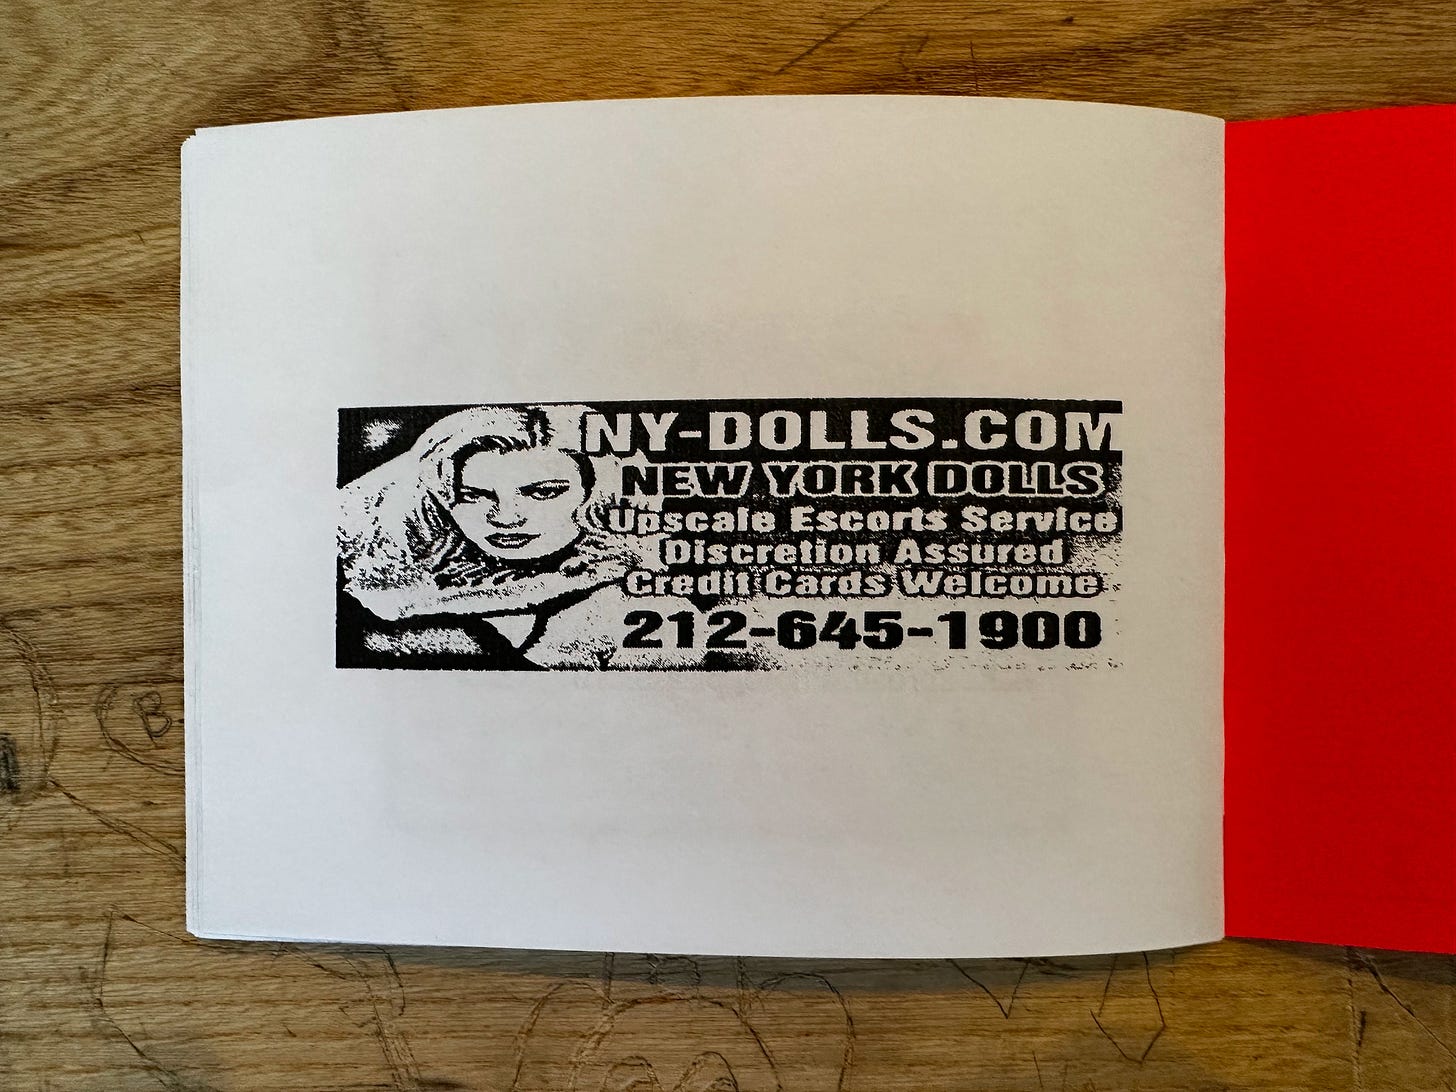 NY-DOLLS.COM
NEW YORK DOLLS
Upscale Escorts Service
Discretion Assured
Credit Cards Welcome
212-645-1900
B